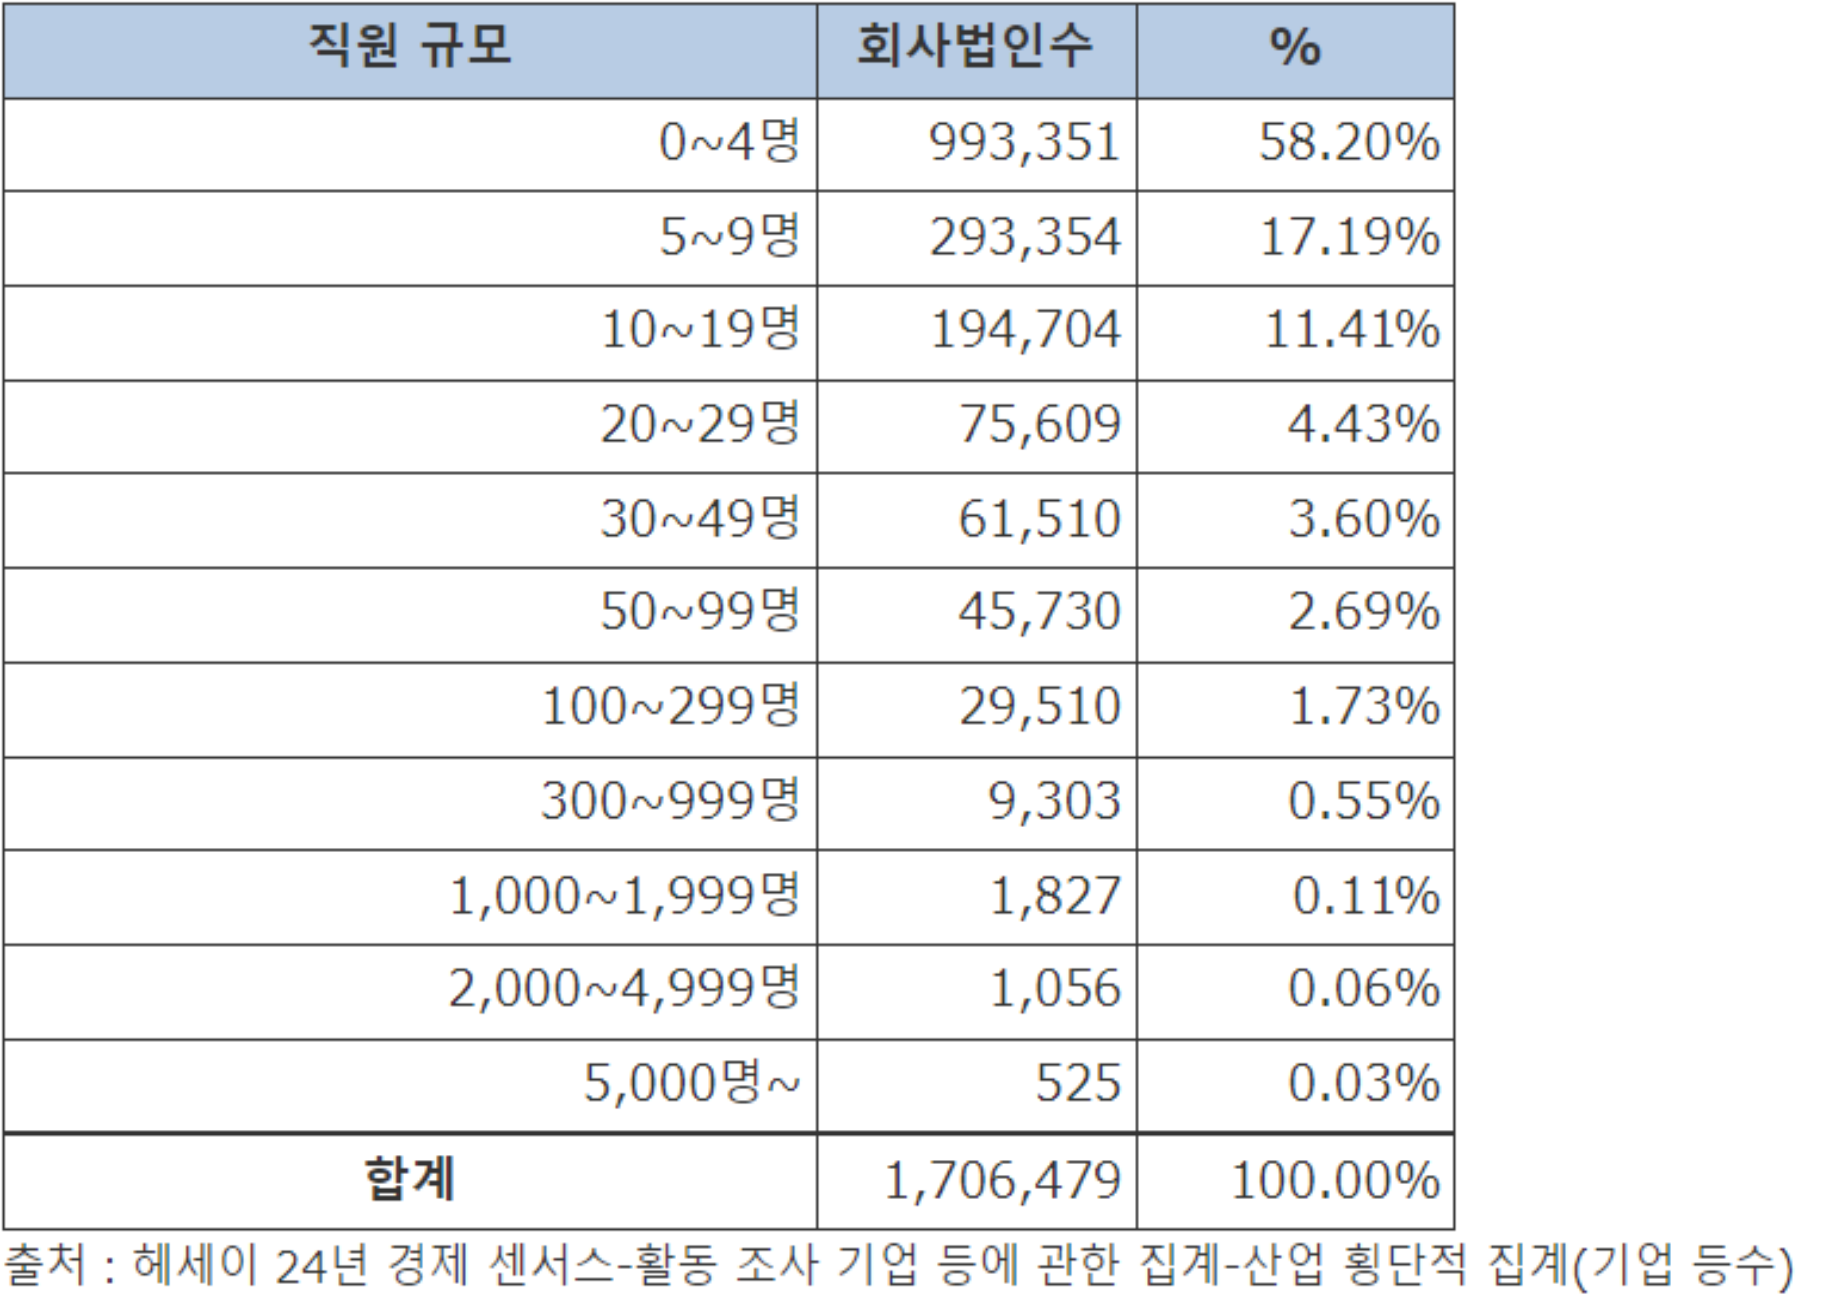 직원 규모 회사법인수 %
0~4명 993,351 58.20%
5~9명 293,354 17.19%
10~19명 194,704 11.41%
20~29명 75,609 4.43%
30~49명 61,510 3.60%
50~99명 45,730 2.69%
100~299명 29,510 1.73%
300~999명 9,303 0.55%
1,000~1,999명 1,827 0.11%
2,000~4,999명 1,056 0.06%
5,000명~ 525 0.03%
합계 1,706,479 100.00%
출처 : 헤세이 24년 경제 센서스-활동 조사 기업 등에 관한 집계-산업 횡단적 집계(기업 등수)